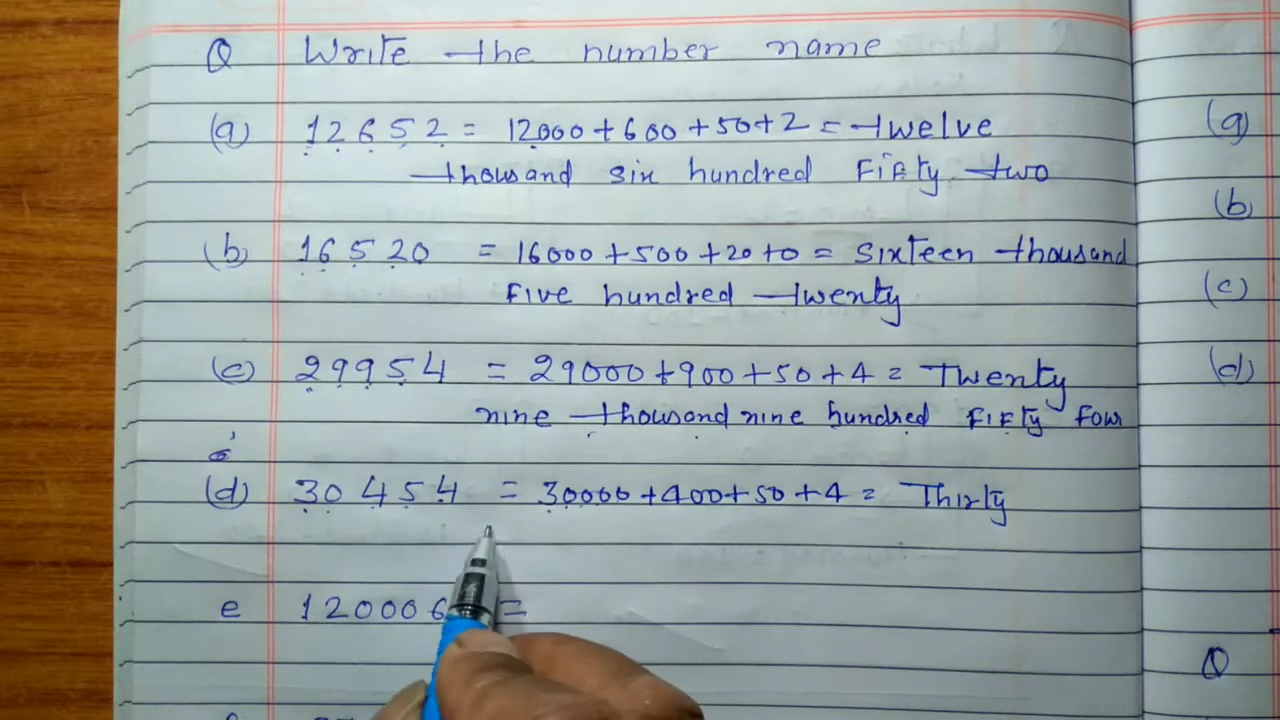 Q Write the number name
(a) 12652 = 12000+600+50+2 = twelve
thousand six hundred Fifty two
(b) 16520 = 16000+500+20+0 = Sixteen thousand
Five hundred twenty
(c) 29954 = 29000+900+50+4 = Twenty
nine thousand nine hundred Fifty Four
(d) 30454 = 30000+400+50+4 = Thirty
e 120006 =
(a)
(b)
(c)
(d)
Q